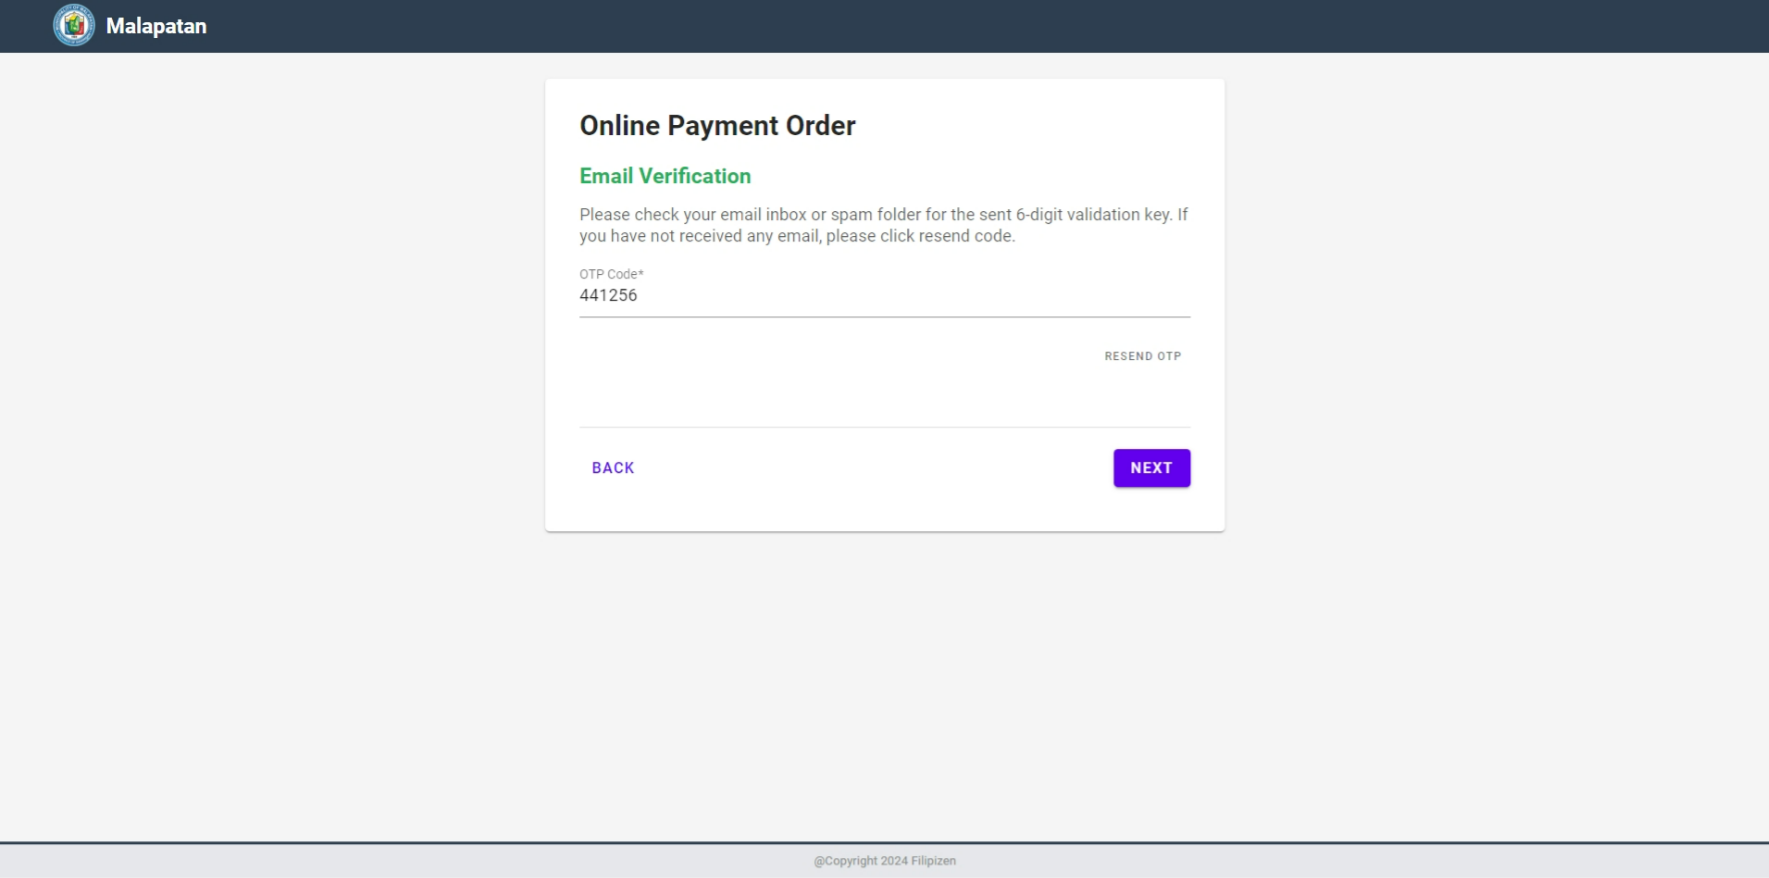 Malapatan
Online Payment Order
Email Verification
Please check your email inbox or spam folder for the sent 6-digit validation key. If
you have not received any email, please click resend code.
OTP Code*
441256
RESEND OTP
BACK
NEXT
@Copyright 2024 Filipizen